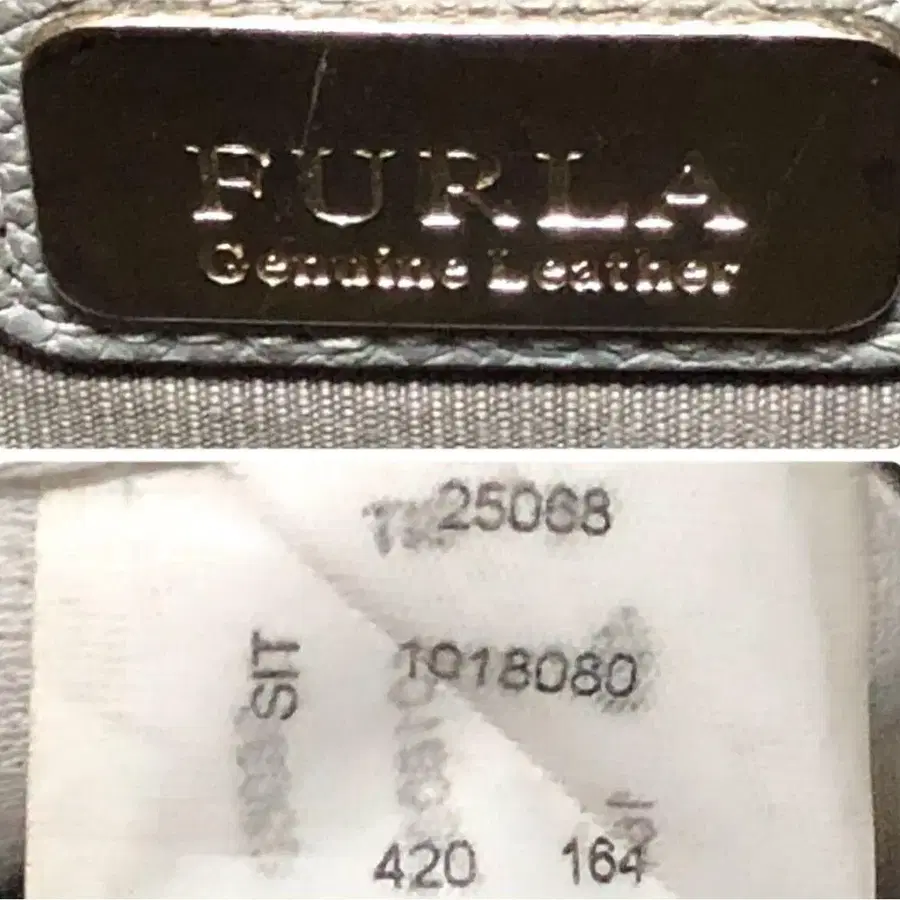 FURLA
Genuine Leather
25068
SIT
1018080
420 164